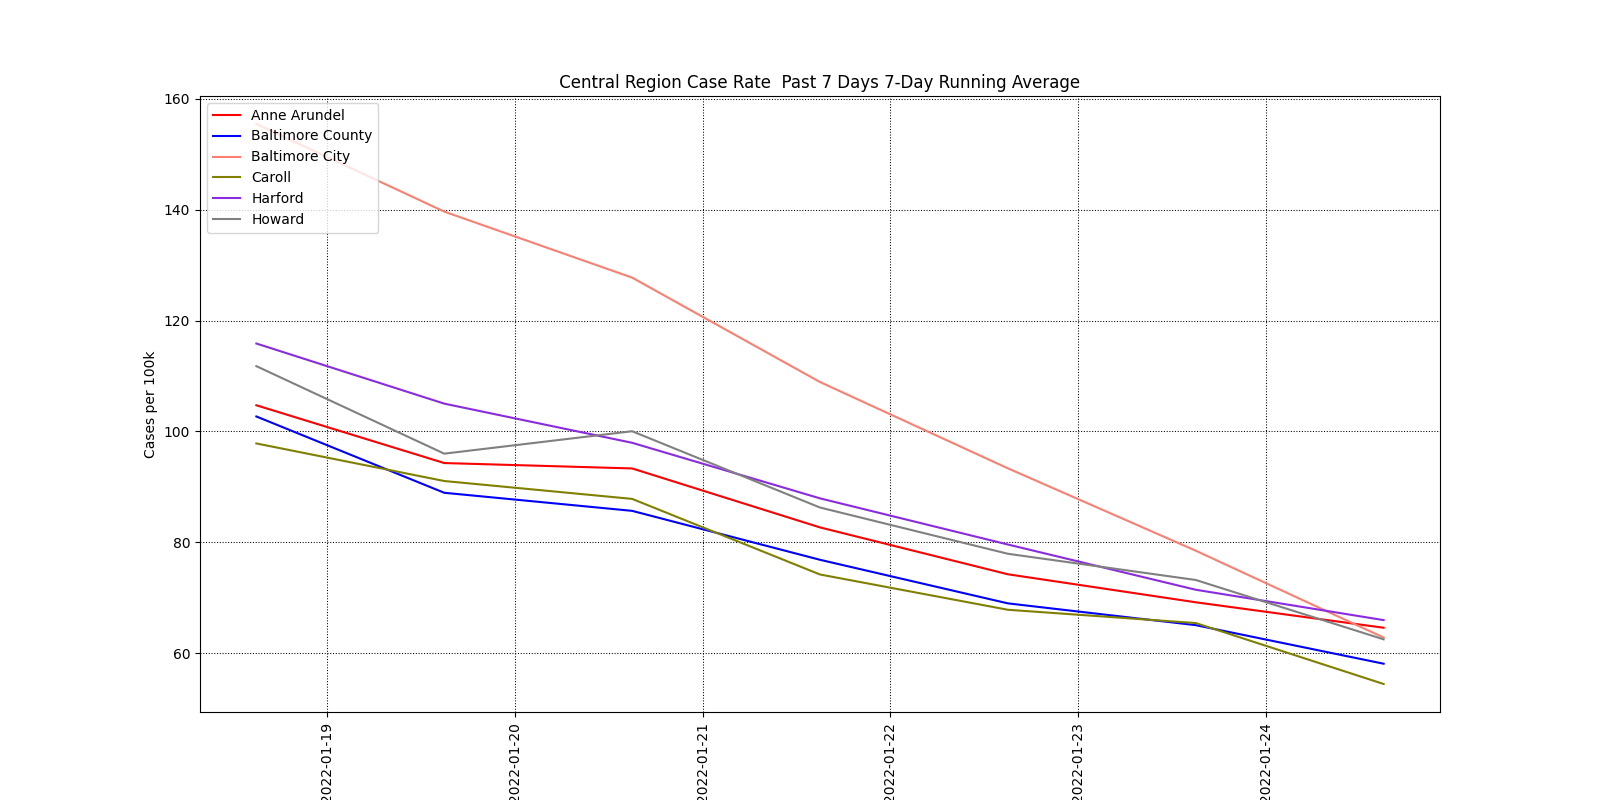 Central Region Case Rate  Past 7 Days 7-Day Running Average
160
140
120
100
80
60
Cases per 100k
Anne Arundel
Baltimore County
Baltimore City
Caroll
Harford
Howard
2022-01-19
2022-01-20
2022-01-21
2022-01-22
2022-01-23
2022-01-24